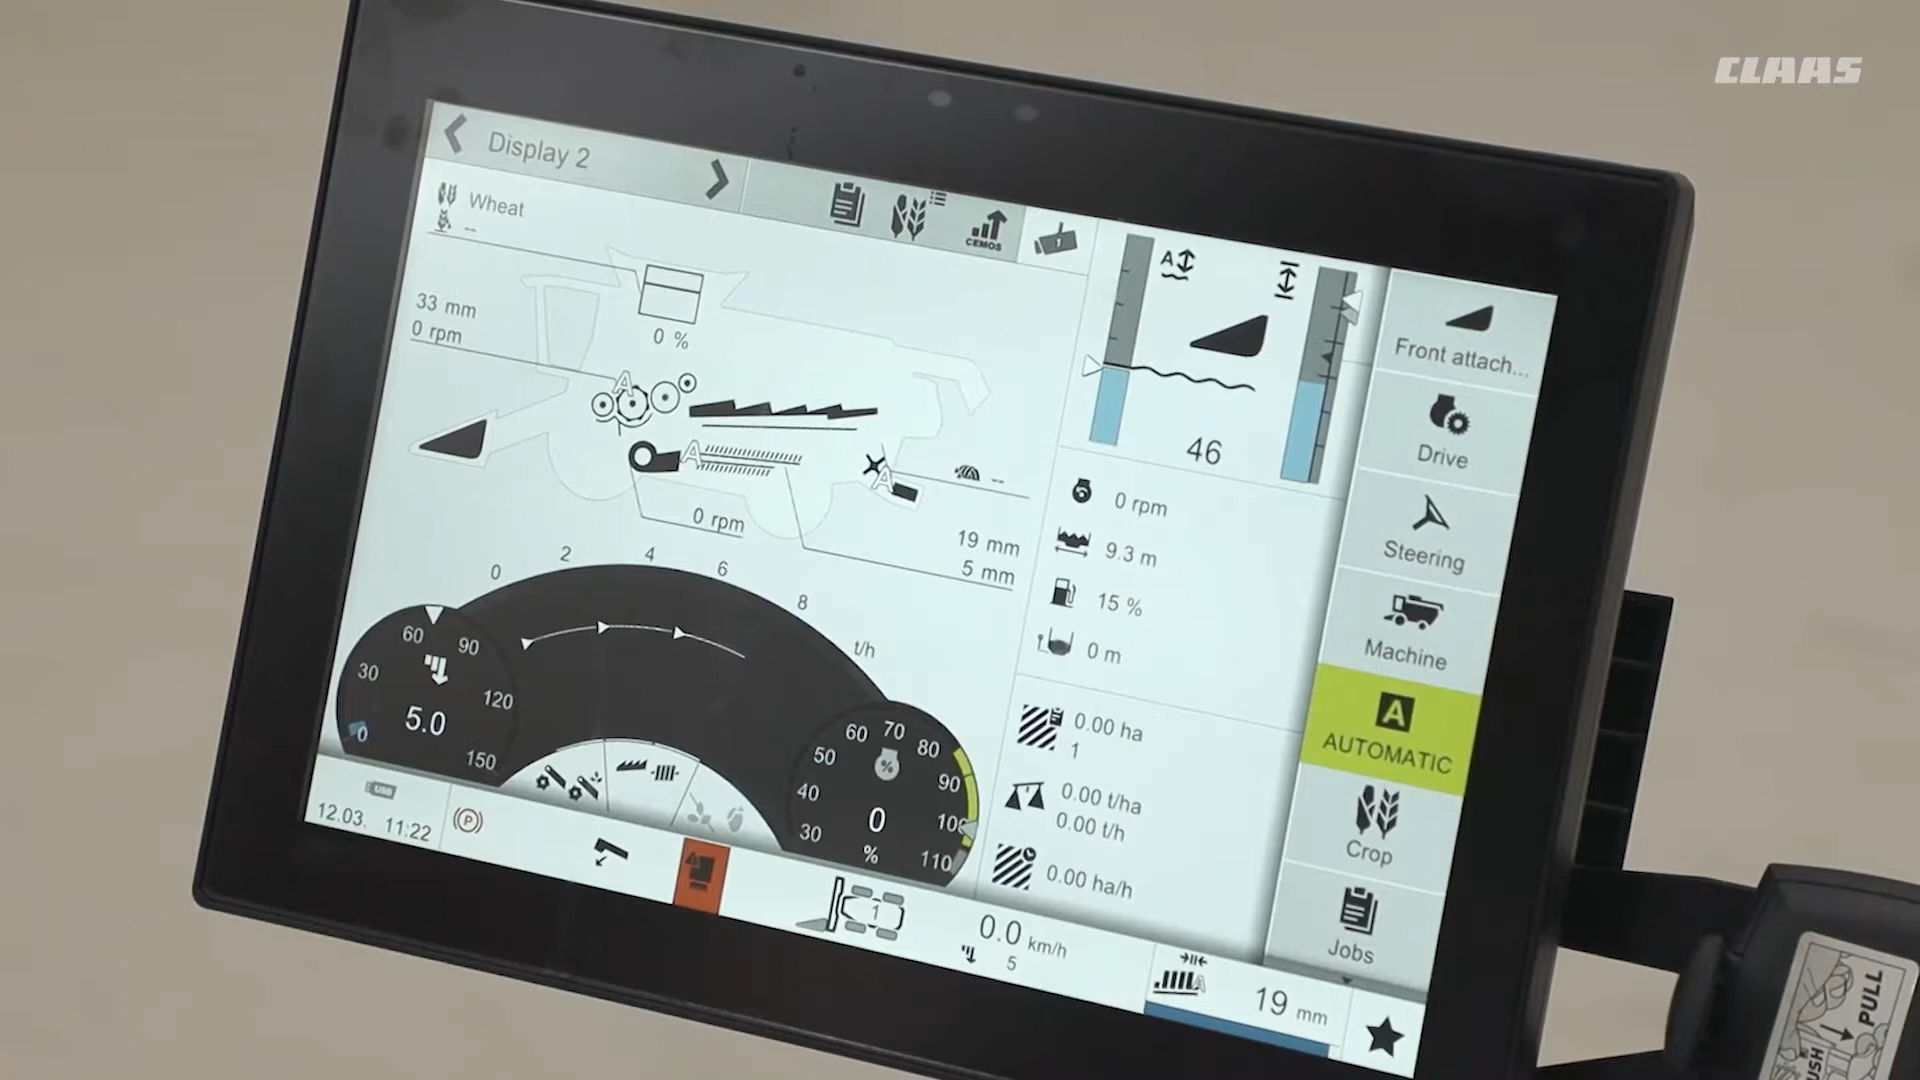 CLAAS
Display 2
Wheat
--
CEMOS
1
A
33 mm
0 rpm
0 %
A
A
A
--
0 rpm
19 mm
5 mm
46
0 rpm
9.3 m
15 %
0 m
0.00 ha
1
0.00 t/ha
0.00 t/h
0.00 ha/h
0 2 4 6 8
t/h
0 30 60 90 120 150
5.0
30 40 50 60 70 80 90 100 110
%
0
%
USB
12.03. 11:22
P
1
0.0 km/h
5
A
19 mm
Front attach...
Drive
Steering
Machine
A
AUTOMATIC
Crop
Jobs
PULL